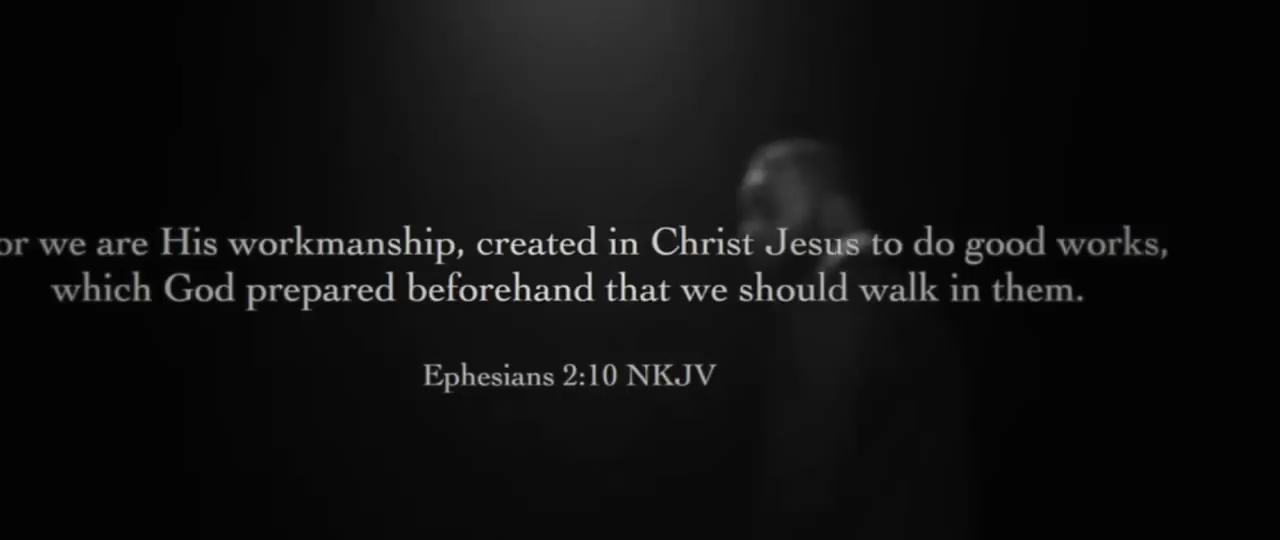 or we are His workmanship, created in Christ Jesus to do good works,
which God prepared beforehand that we should walk in them.
Ephesians 2:10 NKJV